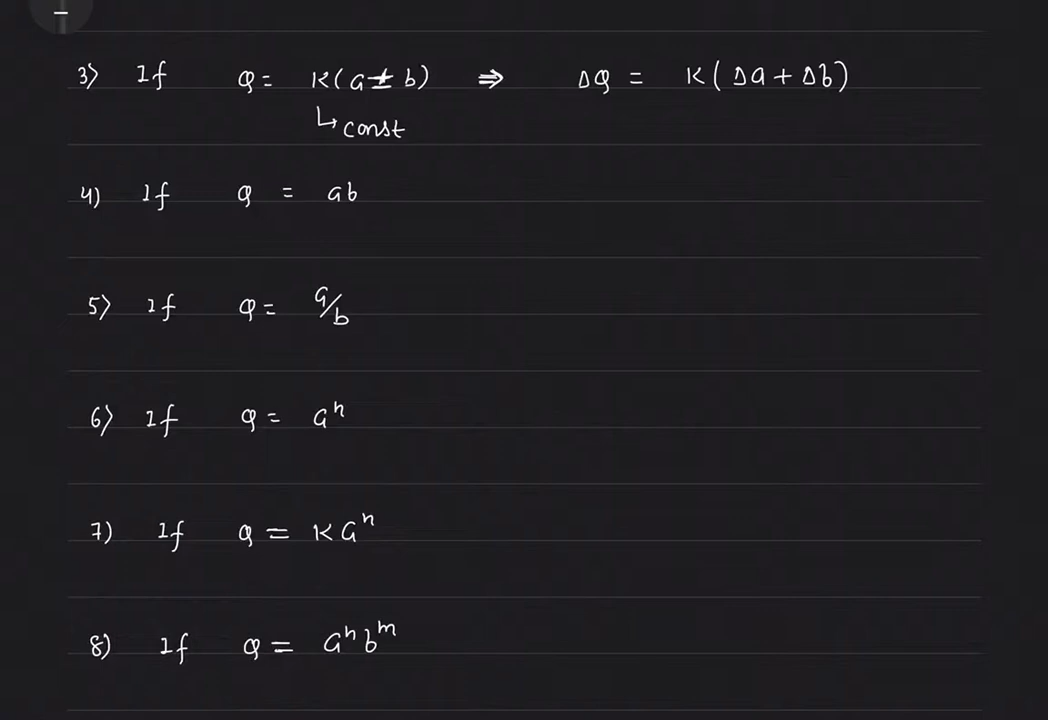 3) If Q = K(a ± b) ⇒ ΔQ = K(Δa + Δb)
↳ const
4) If Q = ab
5) If Q = a/b
6) If Q = aⁿ
7) If Q = Kaⁿ
8) If Q = aⁿbᵐ